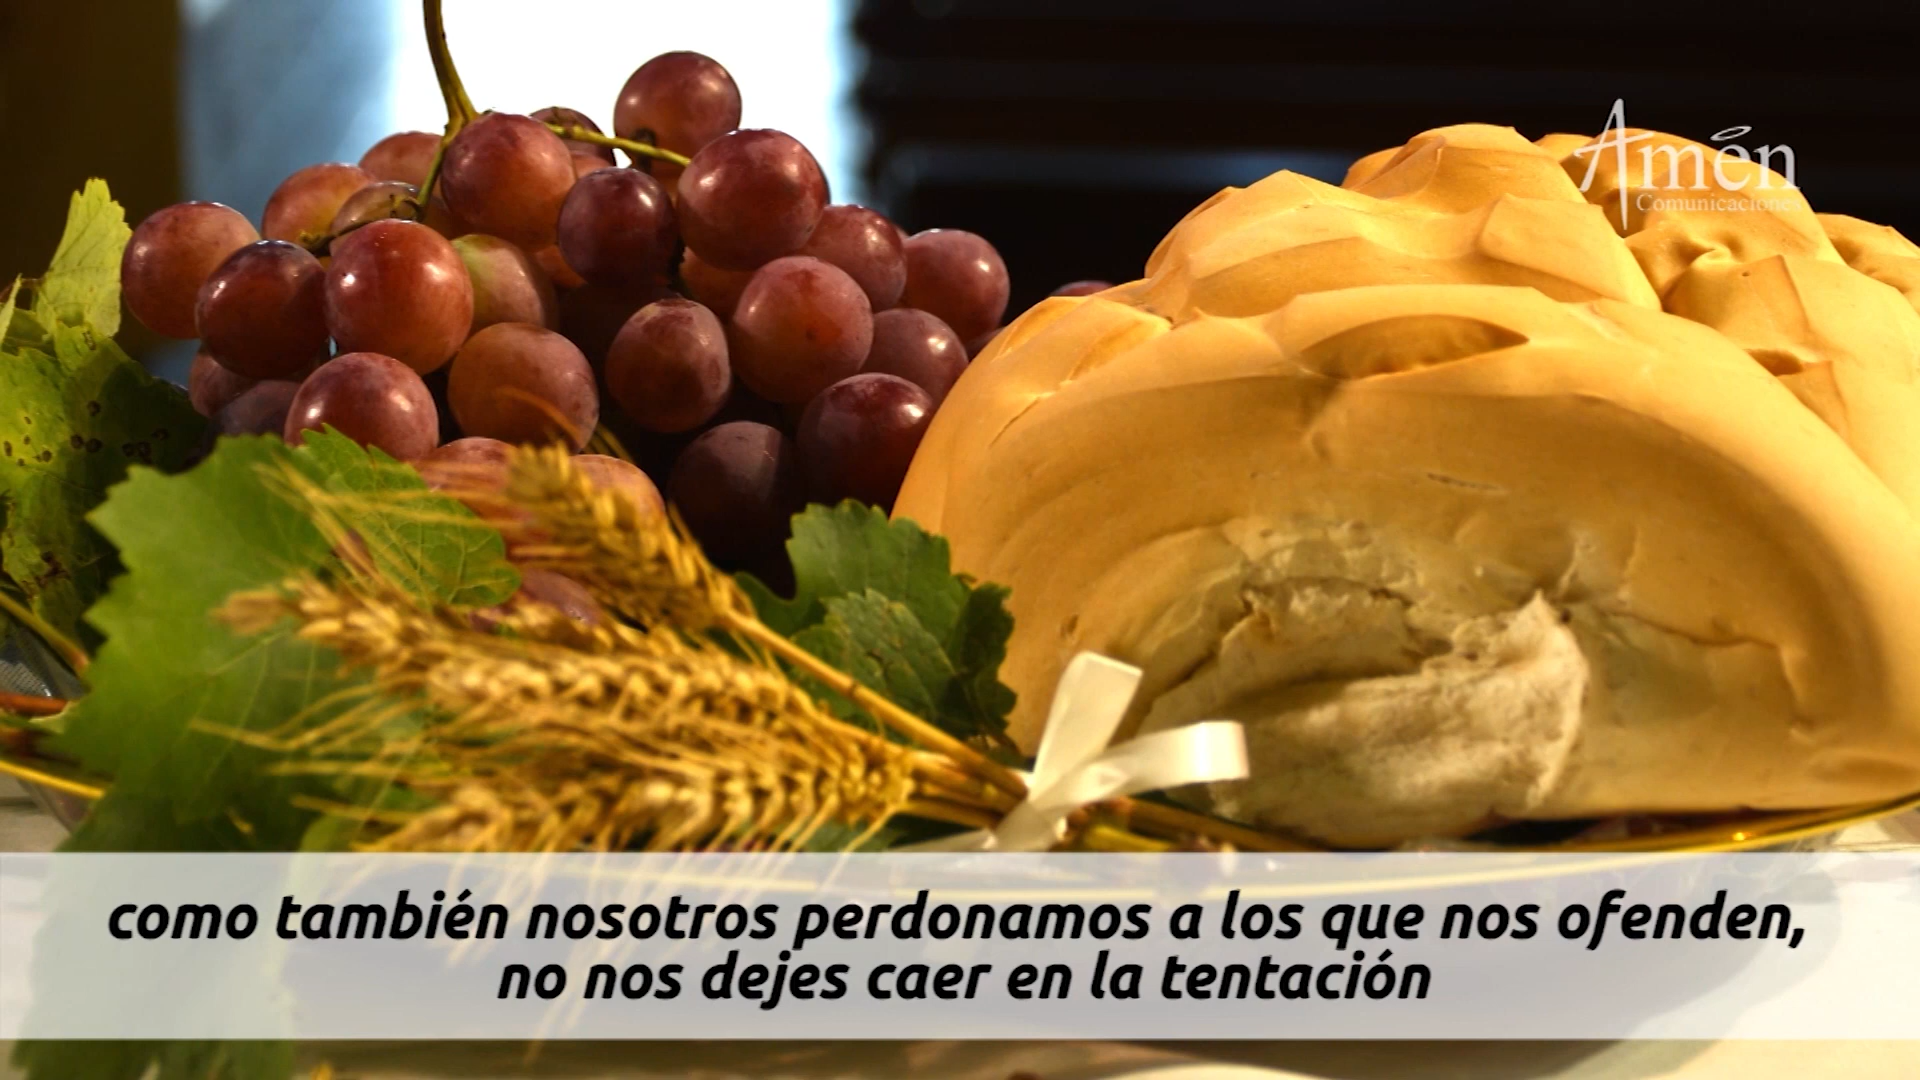 Amén
Comunicaciones
como también nosotros perdonamos a los que nos ofenden,
no nos dejes caer en la tentación